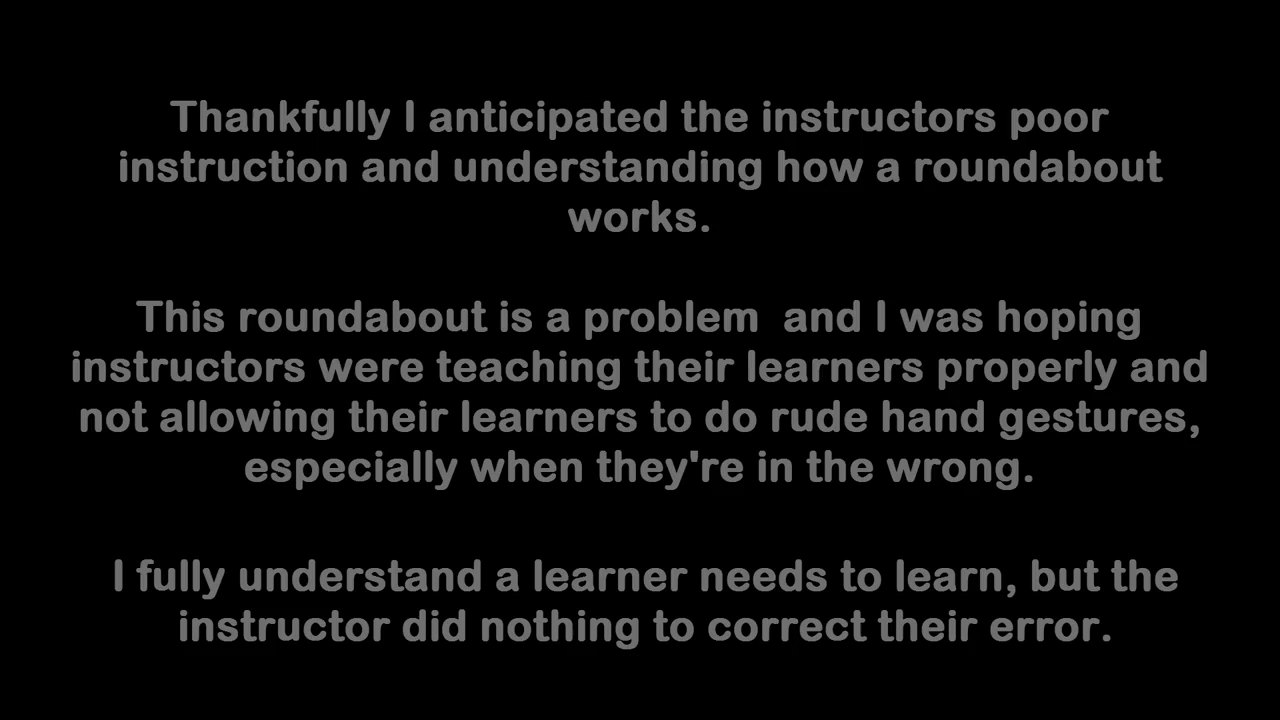 Thankfully I anticipated the instructors poor
instruction and understanding how a roundabout
works.
This roundabout is a problem  and I was hoping
instructors were teaching their learners properly and
not allowing their learners to do rude hand gestures,
especially when they're in the wrong.
I fully understand a learner needs to learn, but the
instructor did nothing to correct their error.